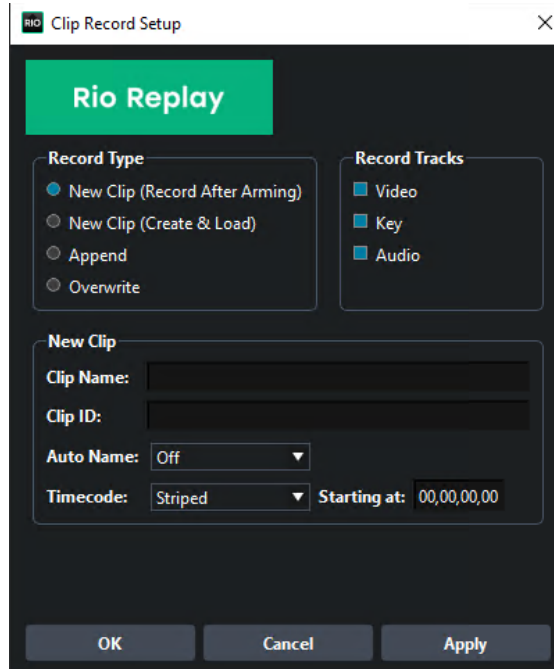 RIO Clip Record Setup
Rio Replay
Record Type
New Clip (Record After Arming)
New Clip (Create & Load)
Append
Overwrite
Record Tracks
Video
Key
Audio
New Clip
Clip Name:
Clip ID:
Auto Name: Off
Timecode: Striped Starting at: 00,00,00,00
OK Cancel Apply